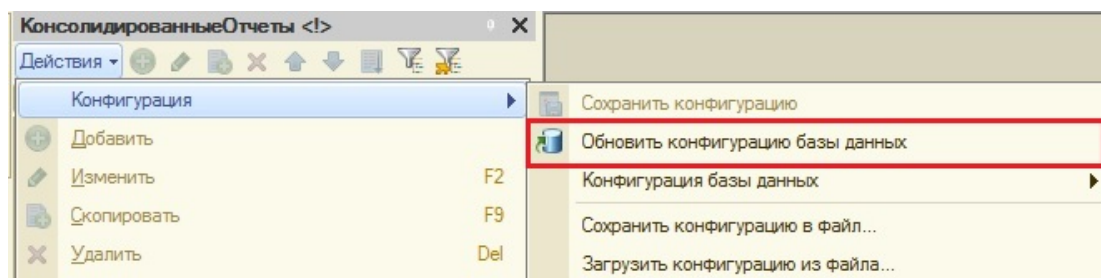 КонсолидированныеОтчеты <!>
Действия
Конфигурация
Добавить
Изменить F2
Скопировать F9
Удалить Del
Сохранить конфигурацию
Обновить конфигурацию базы данных
Конфигурация базы данных
Сохранить конфигурацию в файл...
Загрузить конфигурацию из файла...